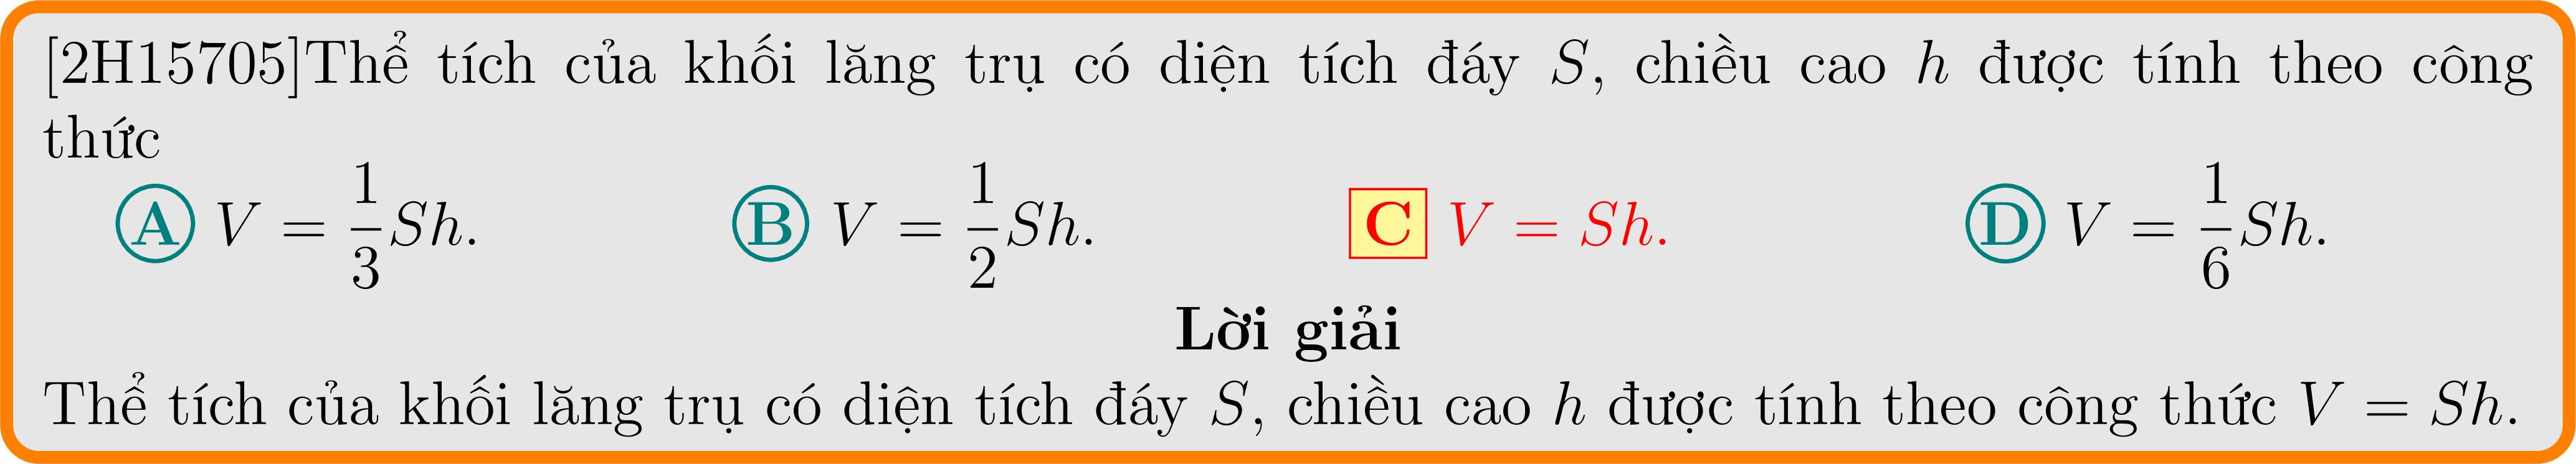 [2H15705]Thể tích của khối lăng trụ có diện tích đáy S, chiều cao h được tính theo công
thức
A V = \frac{1}{3}Sh. B V = \frac{1}{2}Sh. C V = Sh. D V = \frac{1}{6}Sh.
Lời giải
Thể tích của khối lăng trụ có diện tích đáy S, chiều cao h được tính theo công thức V = Sh.